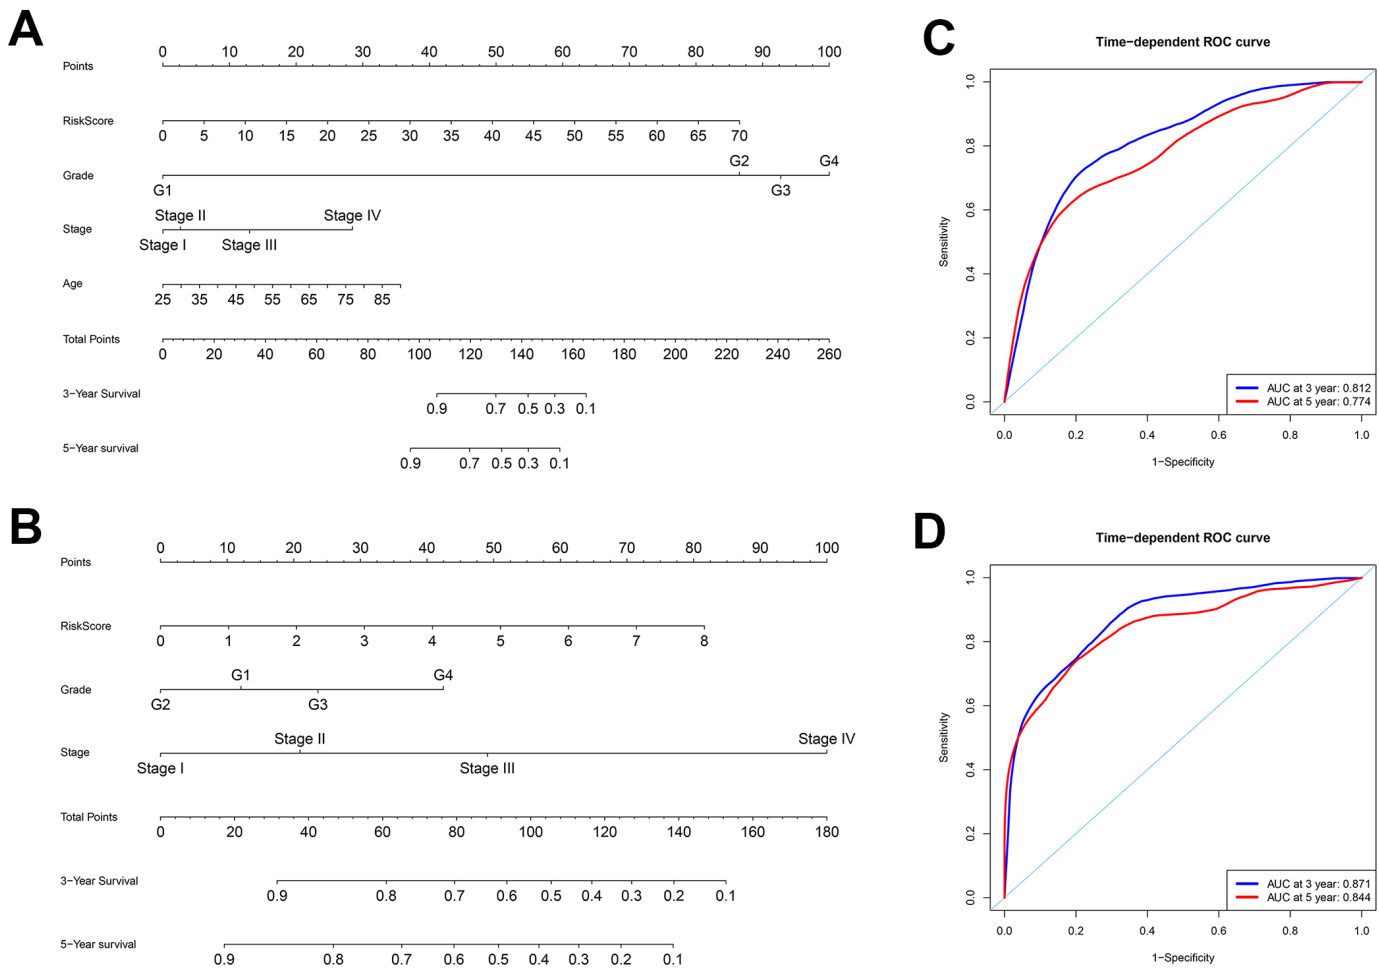 A
Points
0 10 20 30 40 50 60 70 80 90 100
RiskScore
0 5 10 15 20 25 30 35 40 45 50 55 60 65 70
Grade
G2 G4
G1 G3
Stage
Stage II Stage IV
Stage I Stage III
Age
25 35 45 55 65 75 85
Total Points
0 20 40 60 80 100 120 140 160 180 200 220 240 260
3−Year Survival
0.9 0.7 0.5 0.3 0.1
5−Year survival
0.9 0.7 0.5 0.3 0.1
B
Points
0 10 20 30 40 50 60 70 80 90 100
RiskScore
0 1 2 3 4 5 6 7 8
Grade
G1 G4
G2 G3
Stage
Stage II Stage IV
Stage I Stage III
Total Points
0 20 40 60 80 100 120 140 160 180
3−Year Survival
0.9 0.8 0.7 0.6 0.5 0.4 0.3 0.2 0.1
5−Year survival
0.9 0.8 0.7 0.6 0.5 0.4 0.3 0.2 0.1
C
Time−dependent ROC curve
Sensitivity
1.0
0.8
0.6
0.4
0.2
0.0
AUC at 3 year: 0.812
AUC at 5 year: 0.774
0.0 0.2 0.4 0.6 0.8 1.0
1−Specificity
D
Time−dependent ROC curve
Sensitivity
1.0
0.8
0.6
0.4
0.2
0.0
AUC at 3 year: 0.871
AUC at 5 year: 0.844
0.0 0.2 0.4 0.6 0.8 1.0
1−Specificity